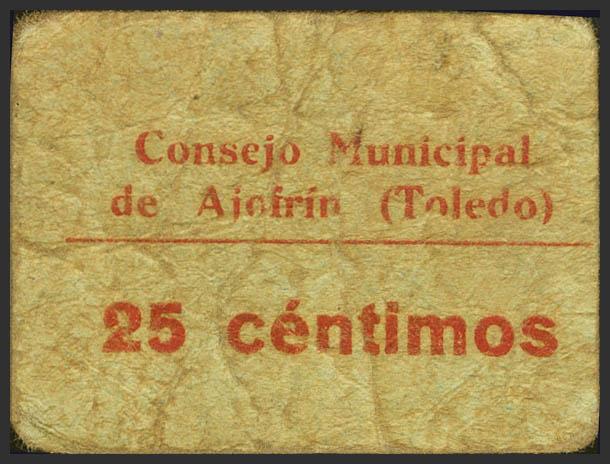 Consejo Municipal
de Ajofrín (Toledo)
25 céntimos